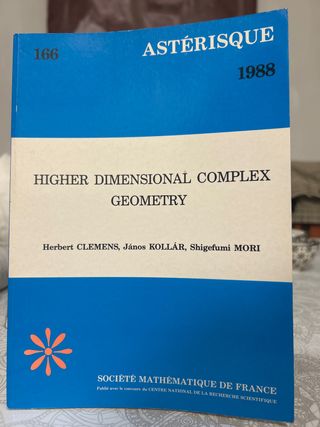 166
ASTÉRISQUE
1988
HIGHER DIMENSIONAL COMPLEX
GEOMETRY
Herbert CLEMENS, János KOLLÁR, Shigefumi MORI
SOCIÉTÉ MATHÉMATIQUE DE FRANCE
Publié avec le concours du CENTRE NATIONAL DE LA RECHERCHE SCIENTIFIQUE